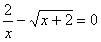 2/x − √(x + 2) = 0